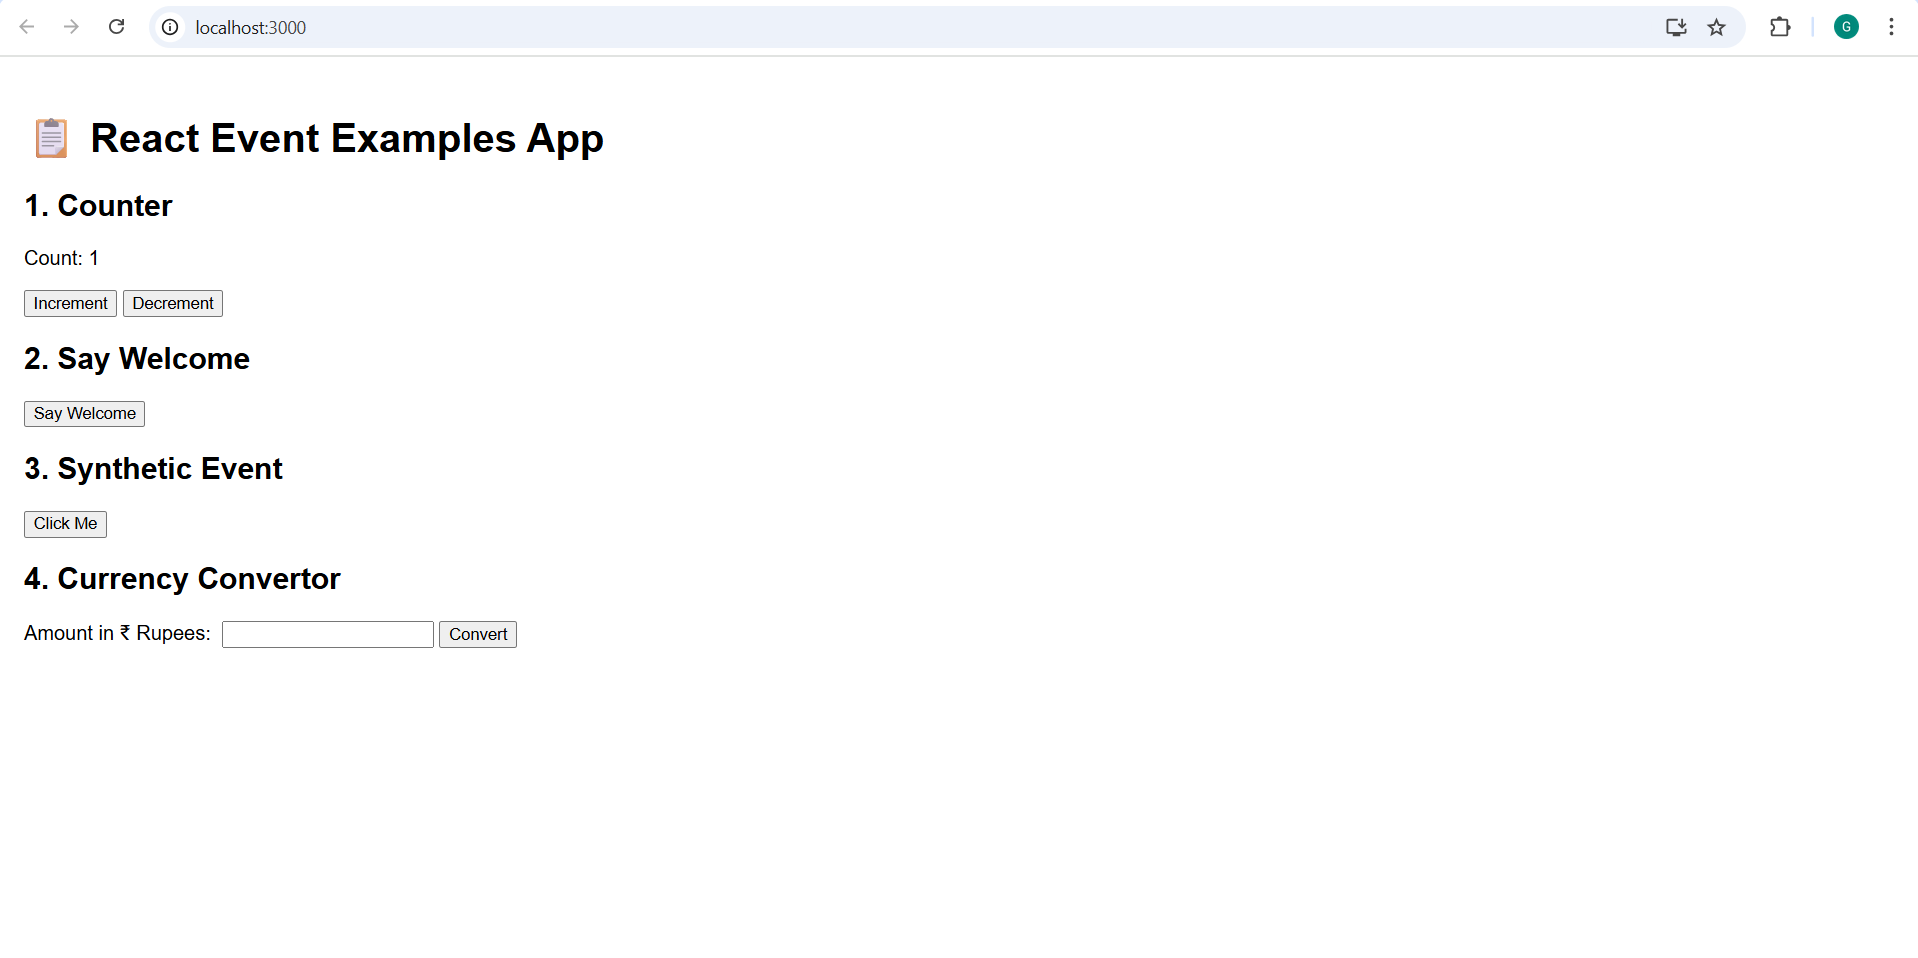 localhost:3000
G
📋 React Event Examples App
1. Counter
Count: 1
Increment Decrement
2. Say Welcome
Say Welcome
3. Synthetic Event
Click Me
4. Currency Convertor
Amount in ₹ Rupees: Convert